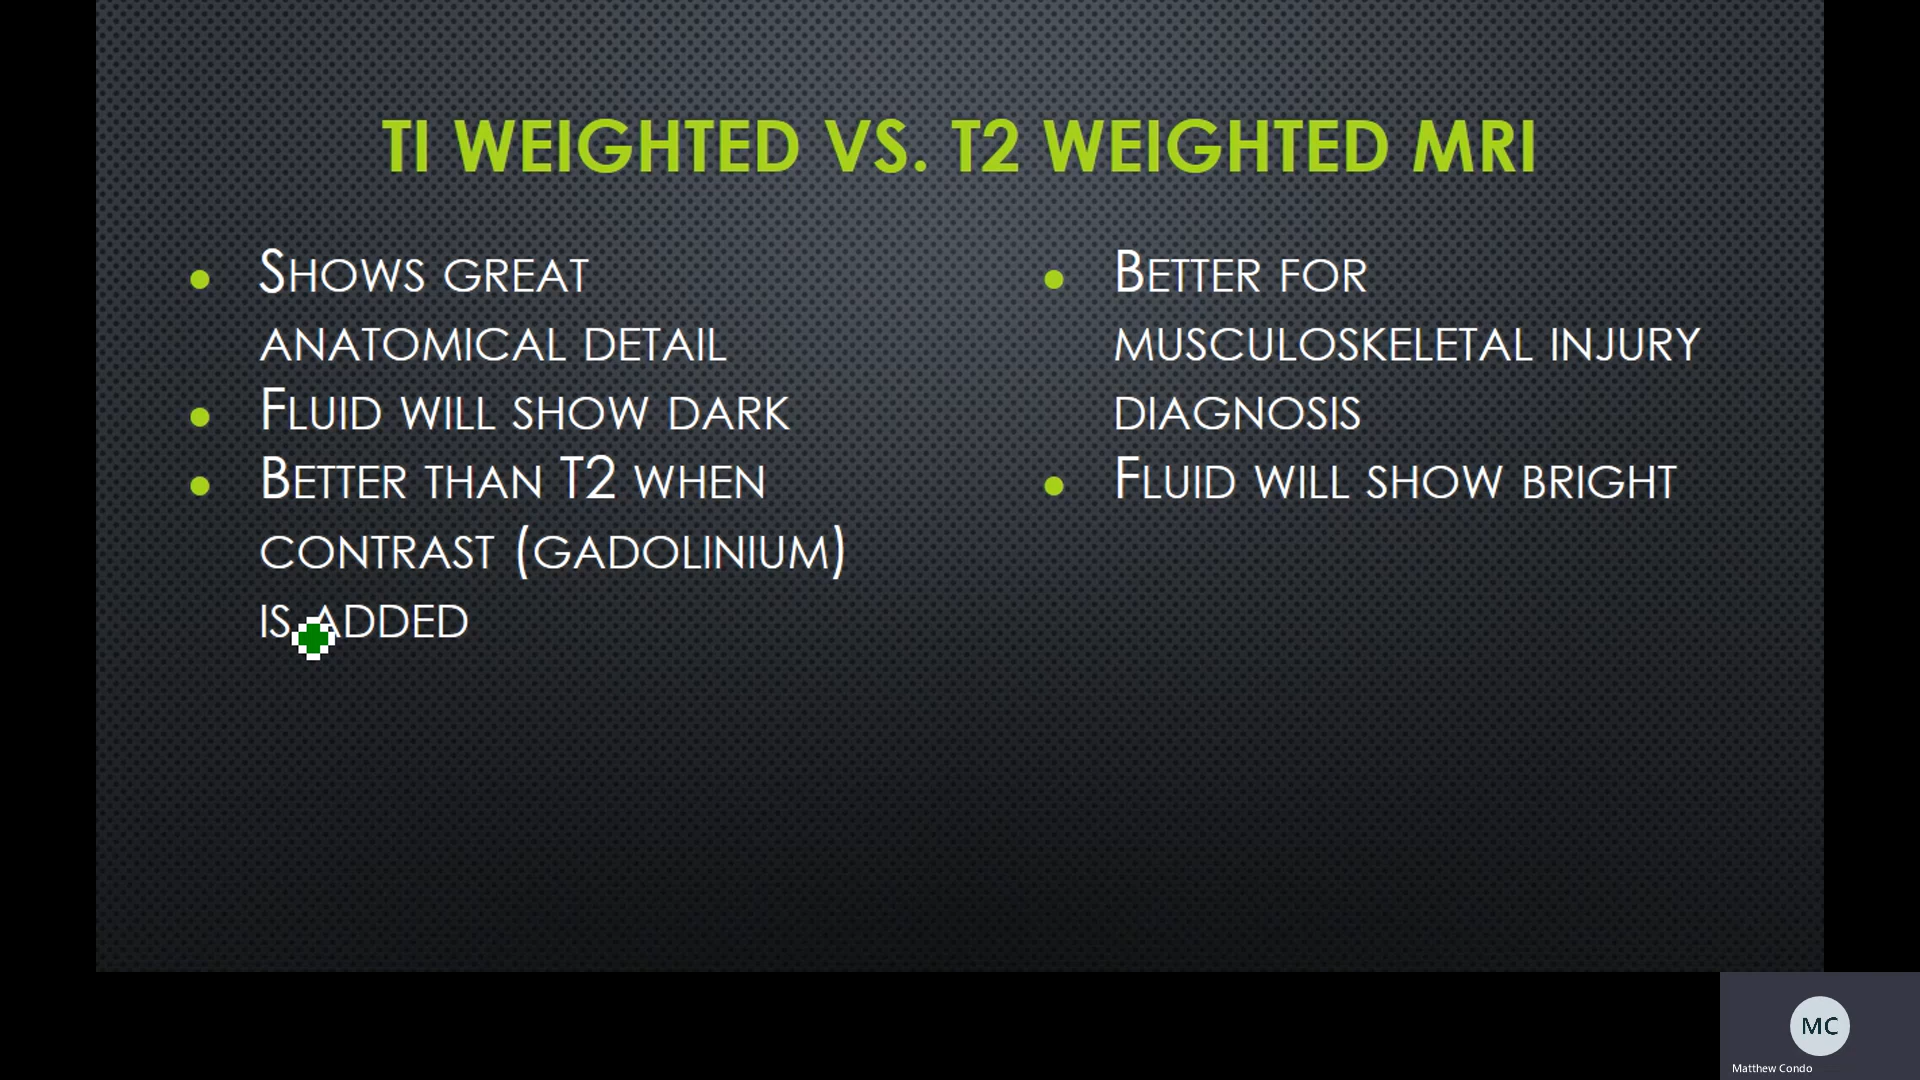 TI WEIGHTED VS. T2 WEIGHTED MRI
SHOWS GREAT
ANATOMICAL DETAIL
FLUID WILL SHOW DARK
BETTER THAN T2 WHEN
CONTRAST (GADOLINIUM)
IS ADDED
BETTER FOR
MUSCULOSKELETAL INJURY
DIAGNOSIS
FLUID WILL SHOW BRIGHT
MC
Matthew Condo